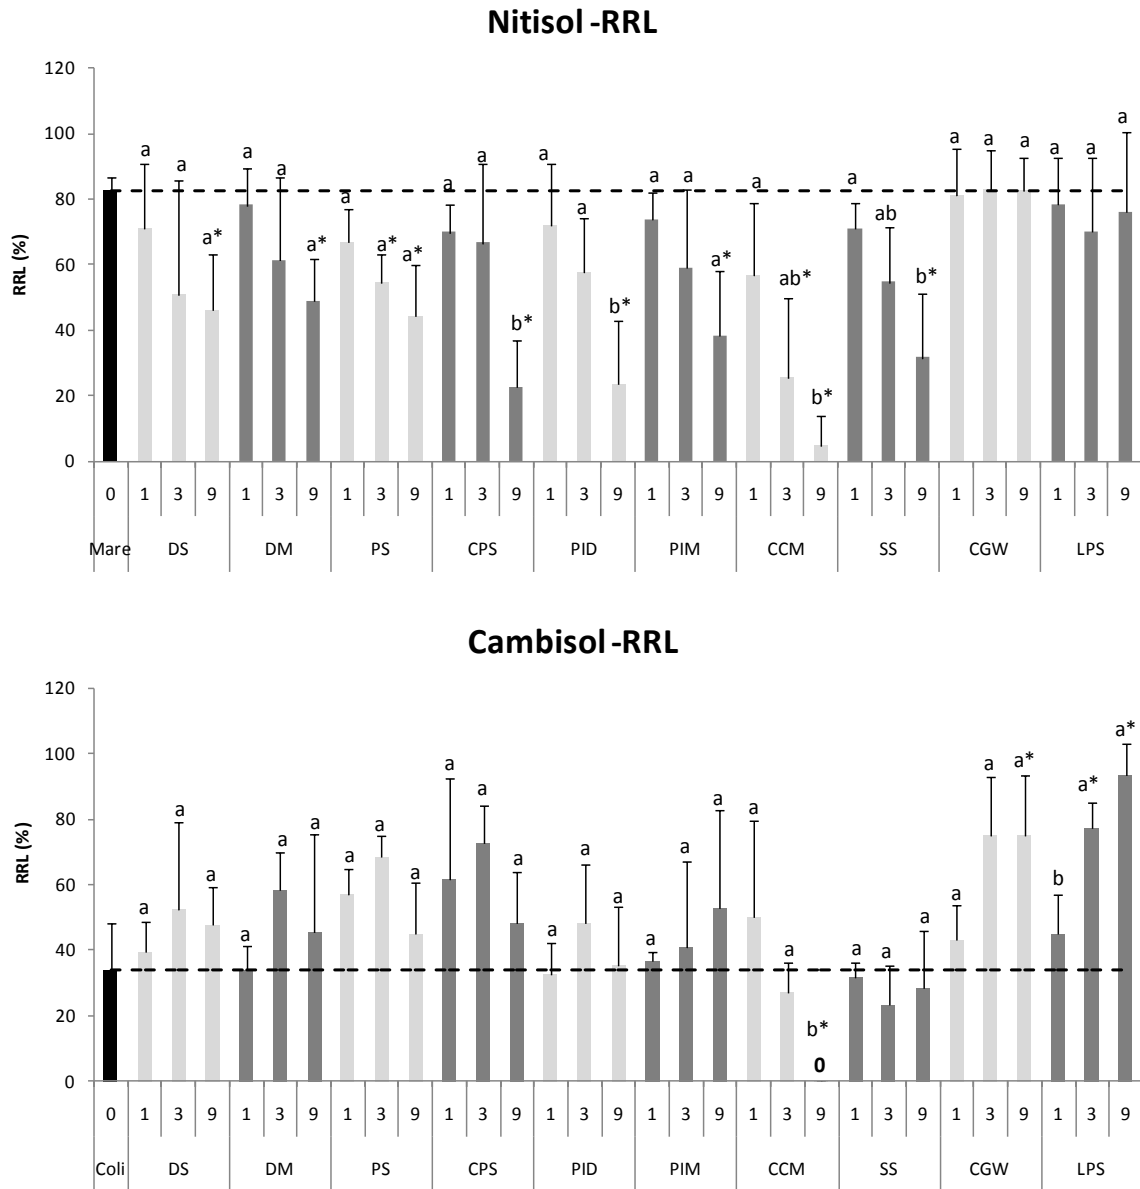 Nitisol -RRL
120
100
80
60
40
20
0
RRL (%)
a a a* a a a* a a* a* a a b* a a b* a a a* a ab* b* a ab b* a a a a a a
0 1 3 9 1 3 9 1 3 9 1 3 9 1 3 9 1 3 9 1 3 9 1 3 9 1 3 9 1 3 9
Mare DS DM PS CPS PID PIM CCM SS CGW LPS
Cambisol -RRL
120
100
80
60
40
20
0
RRL (%)
a a a a a a a a a a a a a a a a a a a a b* a a a a a a* b a* a*
0
0 1 3 9 1 3 9 1 3 9 1 3 9 1 3 9 1 3 9 1 3 9 1 3 9 1 3 9 1 3 9
Coli DS DM PS CPS PID PIM CCM SS CGW LPS